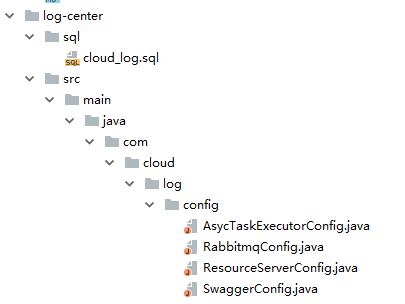 log-center
sql
SQL
cloud_log.sql
src
main
java
com
cloud
log
config
AsycTaskExecutorConfig.java
RabbitmqConfig.java
ResourceServerConfig.java
SwaggerConfig.java